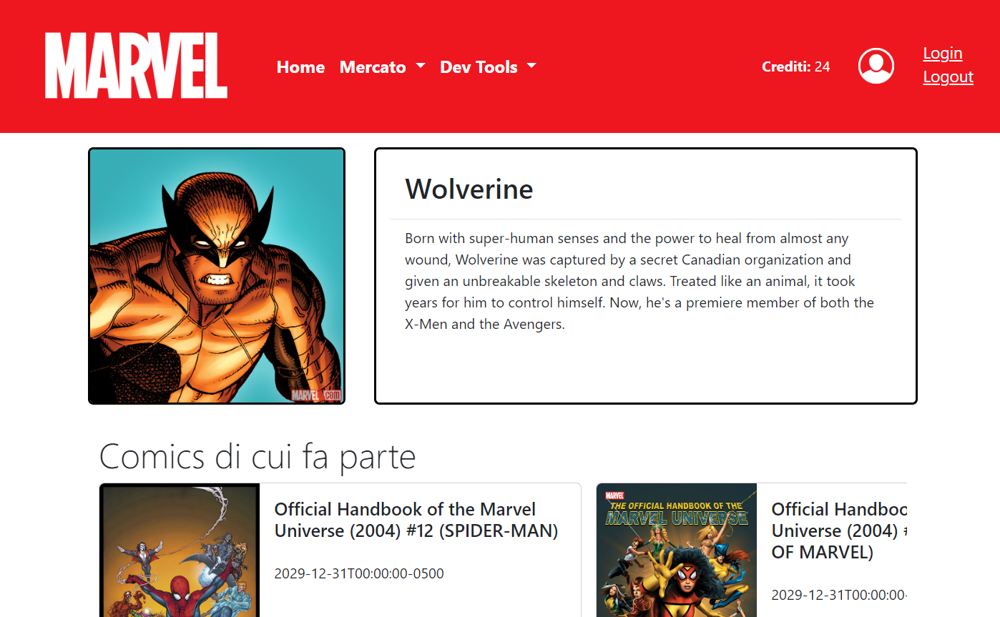 MARVEL
Home Mercato Dev Tools
Crediti: 24
Login
Logout
MARVEL .com
Wolverine
Born with super-human senses and the power to heal from almost any
wound, Wolverine was captured by a secret Canadian organization and
given an unbreakable skeleton and claws. Treated like an animal, it took
years for him to control himself. Now, he's a premiere member of both the
X-Men and the Avengers.
Comics di cui fa parte
Official Handbook of the Marvel
Universe (2004) #12 (SPIDER-MAN)
2029-12-31T00:00:00-0500
MARVEL
THE OFFICIAL HANDBOOK OF THE
MARVEL UNIVERSE
Official Handboo
Universe (2004) #
OF MARVEL)
2029-12-31T00:00:00-